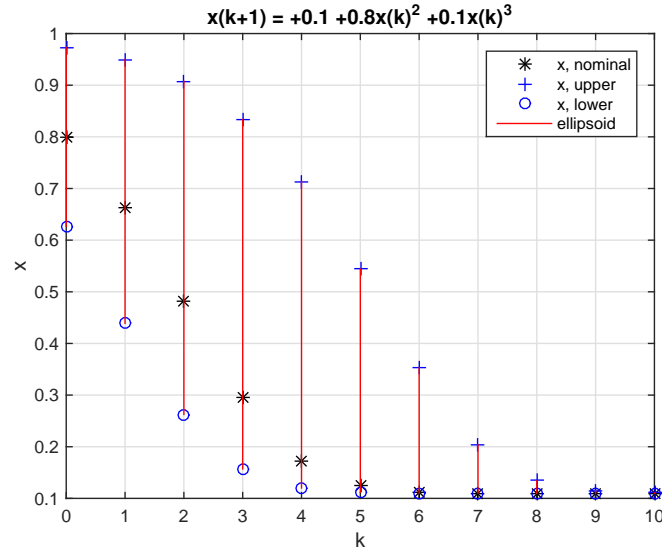 x(k+1) = +0.1 +0.8x(k)² +0.1x(k)³
1
0.9
0.8
0.7
0.6
0.5
0.4
0.3
0.2
0.1
x
x, nominal
x, upper
x, lower
ellipsoid
0 1 2 3 4 5 6 7 8 9 10
k